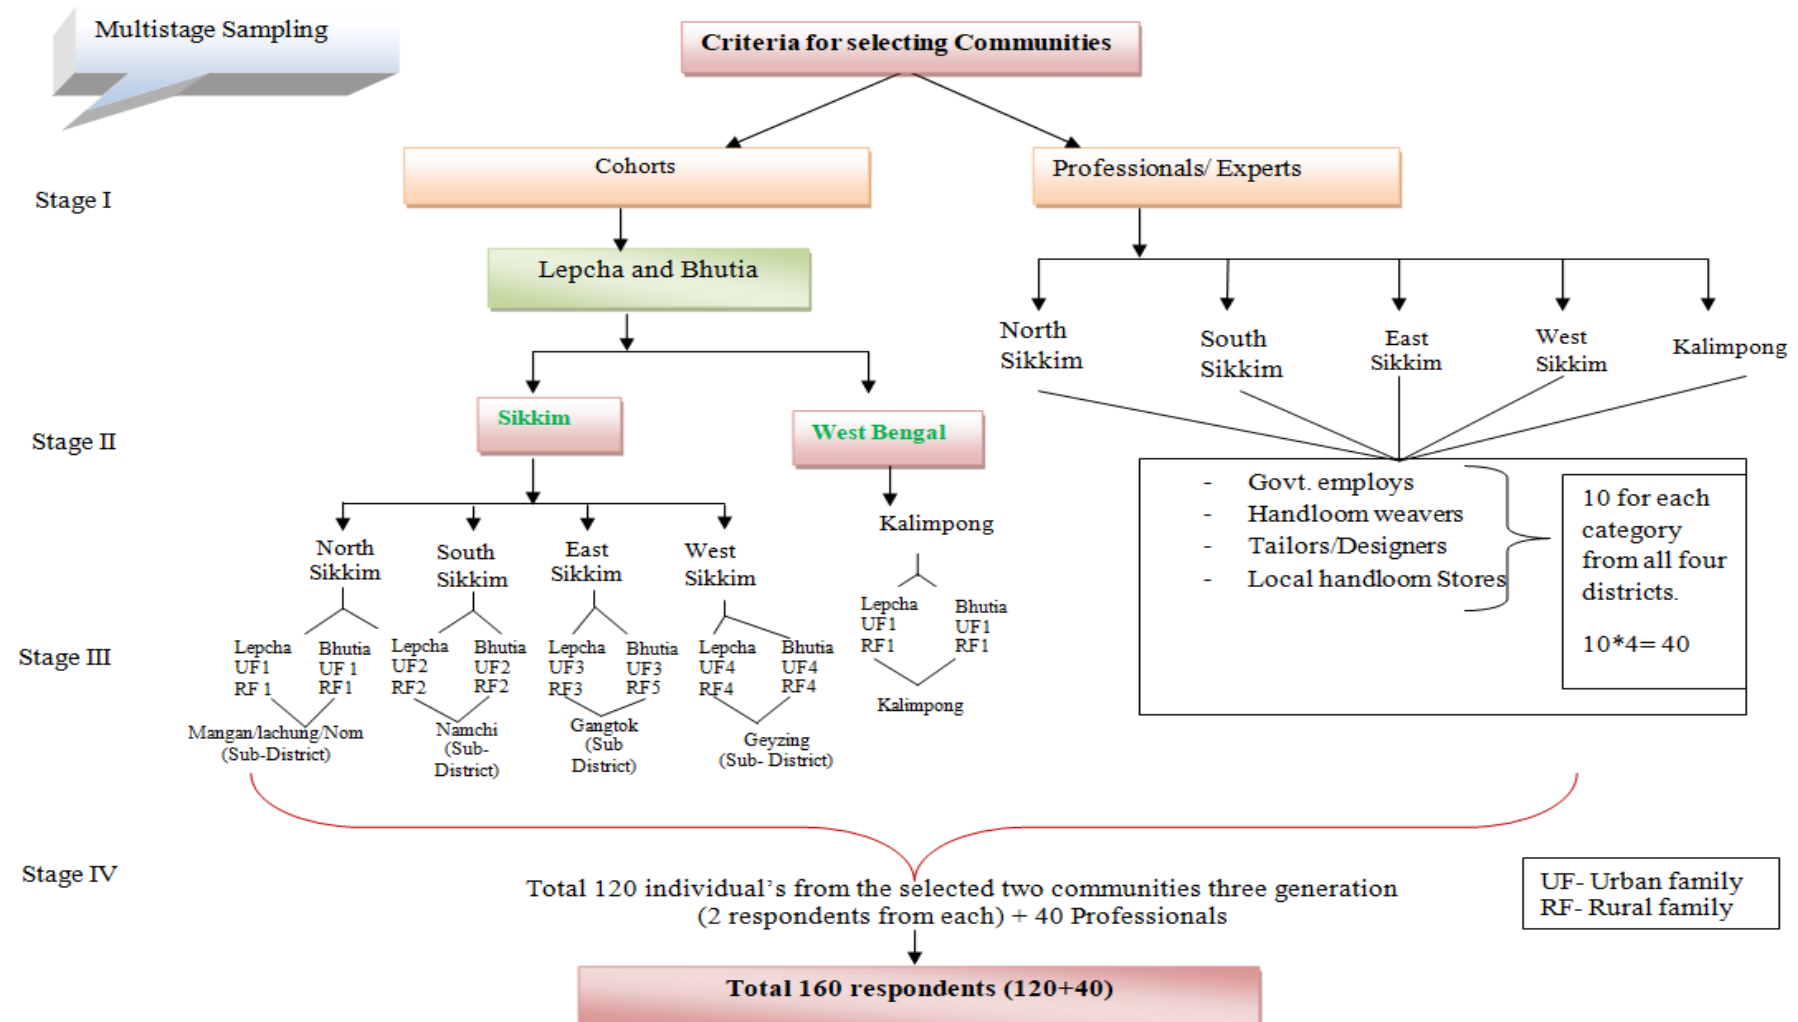 Multistage Sampling
Criteria for selecting Communities
Stage I
Cohorts
Professionals/ Experts
Lepcha and Bhutia
North
Sikkim
South
Sikkim
East
Sikkim
West
Sikkim
Kalimpong
Stage II
Sikkim
West Bengal
- Govt. employs
- Handloom weavers
- Tailors/Designers
- Local handloom Stores
10 for each
category
from all four
districts.
10*4= 40
North
Sikkim
South
Sikkim
East
Sikkim
West
Sikkim
Kalimpong
Stage III
Lepcha
UF1
RF1
Bhutia
UF 1
RF1
Lepcha
UF2
RF2
Bhutia
UF2
RF2
Lepcha
UF3
RF3
Bhutia
UF3
RF5
Lepcha
UF4
RF4
Bhutia
UF4
RF4
Lepcha
UF1
RF1
Bhutia
UF1
RF1
Mangan/lachung/Nom
(Sub-District)
Namchi
(Sub-
District)
Gangtok
(Sub
District)
Geyzing
(Sub- District)
Kalimpong
Stage IV
Total 120 individual's from the selected two communities three generation
(2 respondents from each) + 40 Professionals
UF- Urban family
RF- Rural family
Total 160 respondents (120+40)